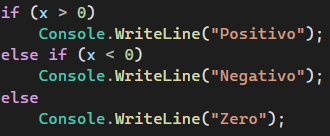 if (x > 0)
    Console.WriteLine("Positivo");
else if (x < 0)
    Console.WriteLine("Negativo");
else
    Console.WriteLine("Zero");